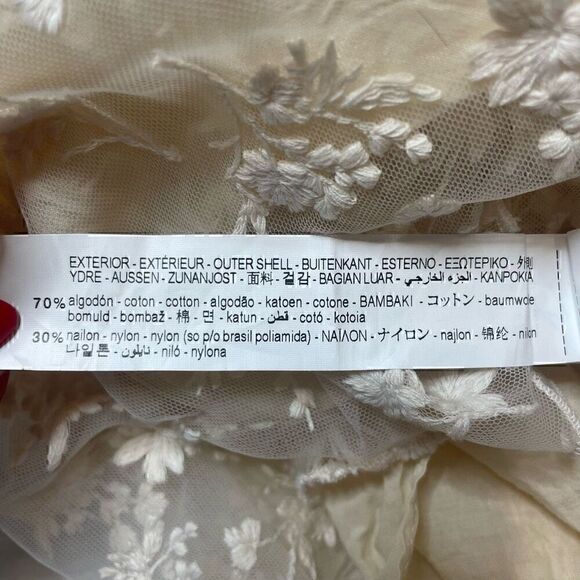 EXTERIOR - EXTÉRIEUR - OUTER SHELL - BUITENKANT - ESTERNO - ΕΞΩΤΕΡΙΚΟ - 外側
YDRE - AUSSEN - ZUNANJOST - 面料 - 겉감 - BAGIAN LUAR - الجزء الخارجي - KANPOKIA
70% algodón - coton - cotton - algodão - katoen - cotone - ΒΑΜΒΑΚΙ - コットン - baumwoe
bomuld - bombaž - 棉 - 면 - katun - قطن - cotó - kotoia
30% nailon - nylon - nylon (so p/o brasil poliamida) - ΝΑΪΛΟΝ - ナイロン - najlon - 锦纶 - nilon
나일론 - نايلون - niló - nylona